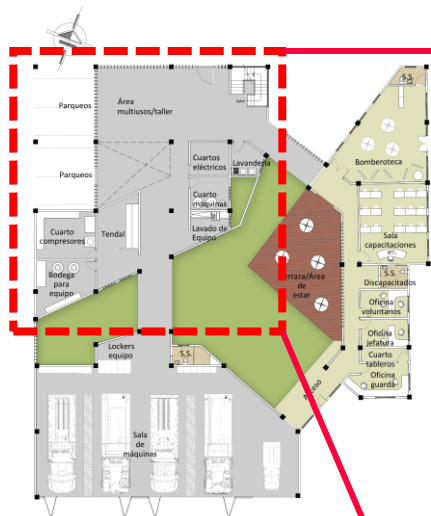 S.S.
Parqueos
Área
multiusos/taller
Sube
Bomberoteca
Parqueos
Cuartos
eléctricos
Lavandería
Cuarto
máquinas
Lavado de
Equipo
Cuarto
compresores
Tendal
Sala
capacitaciones
Bodega
para
equipo
S.S.
Discapacitados
Terraza/Área
de
estar
Oficina
voluntarios
Oficina
jefatura
Lockers
equipo
S.S.
Cuarto
tableros
Oficina
guardia
Acceso
Sala
de
máquinas